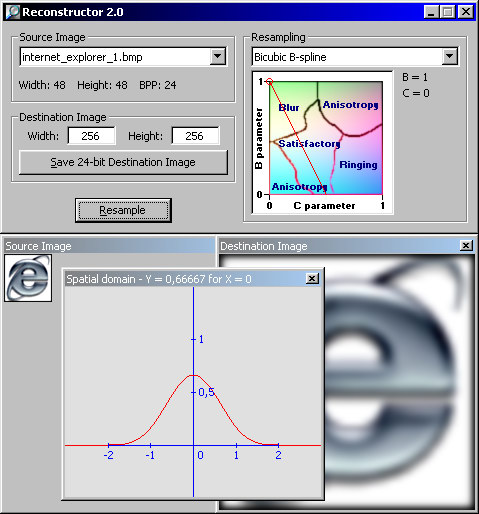 Reconstructor 2.0
Source Image
internet_explorer_1.bmp
Width: 48 Height: 48 BPP: 24
Destination Image
Width: 256 Height: 256
Save 24-bit Destination Image
Resample
Resampling
Bicubic B-spline
B = 1
C = 0
1
Blur
Anisotropy
B parameter
Satisfactory
Ringing
Anisotropy
0
0 C parameter 1
Source Image
Destination Image
Spatial domain - Y = 0,66667 for X = 0
1
0,5
-2 -1 0 1 2